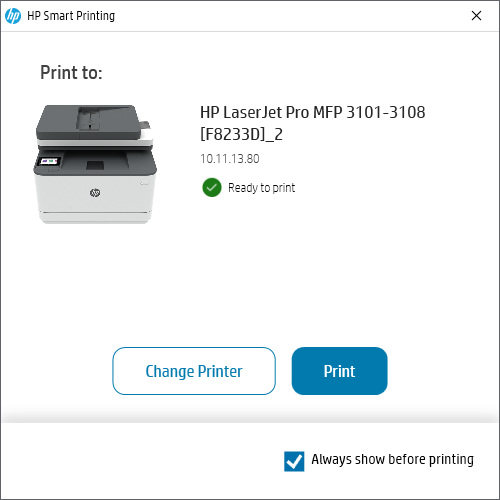 HP Smart Printing
Print to:
HP LaserJet Pro MFP 3101-3108
[F8233D]_2
10.11.13.80
Ready to print
Change Printer
Print
Always show before printing